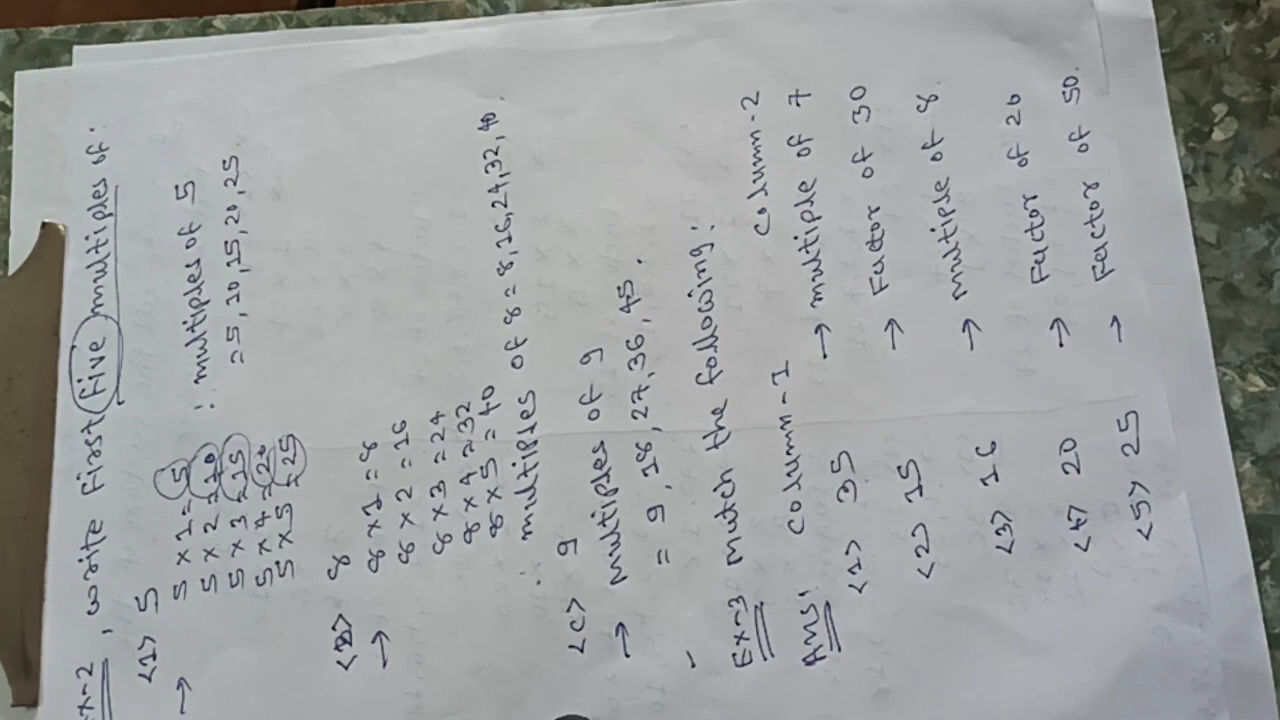 Ex-2, write first five multiples of:
<1> 5
→ 5 x 1 = 5
5 x 2 = 10 : multiples of 5
5 x 3 = 15 = 5, 10, 15, 20, 25
5 x 4 = 20
5 x 5 = 25
<B> 8
→ 8 x 1 = 8
8 x 2 = 16
8 x 3 = 24
8 x 4 = 32
8 x 5 = 40
∴ multiples of 8 = 8, 16, 24, 32, 40.
<C> 9
→ multiples of 9
= 9, 18, 27, 36, 45.
Ex-3 mutch the following:
Ans: Column-1 Column-2
<1> 35 → multiple of 7
<2> 15 → Factor of 30
<3> 16 → multiple of 8
<4> 20 → Factor of 20
<5> 25 → Factor of 50.